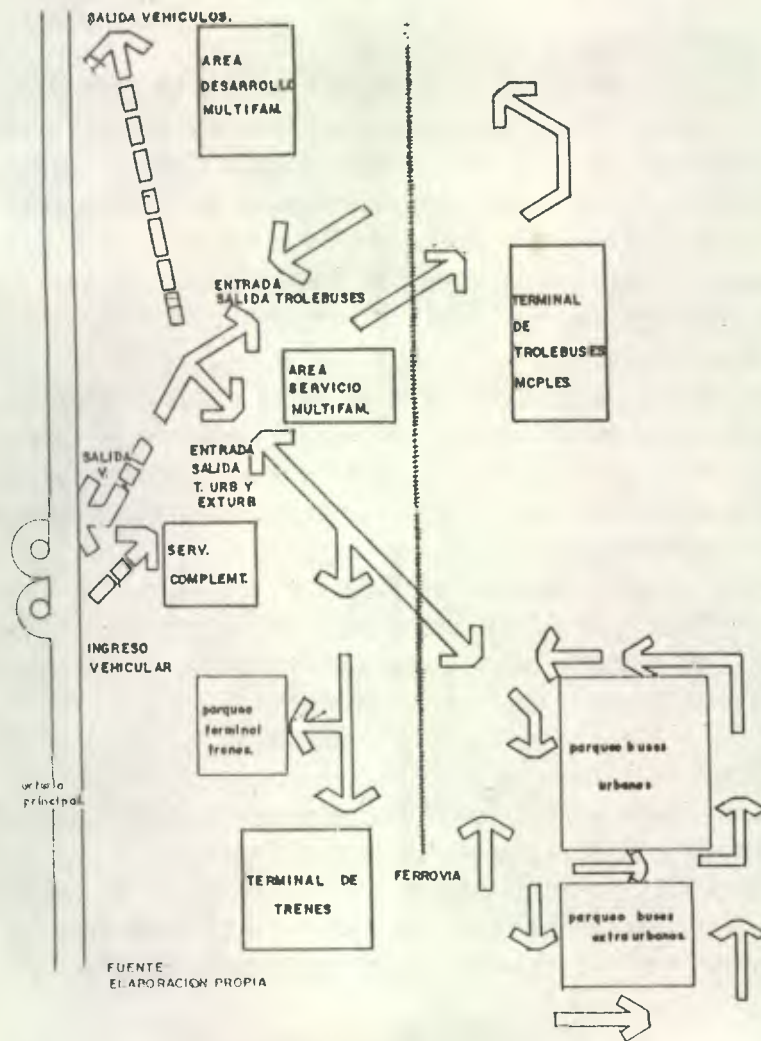 SALIDA VEHICULOS.
AREA
DESARROLLO
MULTIFAM.
ENTRADA
SALIDA TROLEBUSES
TERMINAL
DE
TROLEBUSES
MCPLES.
AREA
SERVICIO
MULTIFAM.
SALIDA
V.
ENTRADA
SALIDA
T. URB Y
EXTURB
SERV.
COMPLEMT.
INGRESO
VEHICULAR
parqueo
terminal
trenes.
parqueo buses
urbanos
principal.
TERMINAL DE
TRENES
FERROVIA
parqueo buses
extra urbanos.
FUENTE
ELABORACION PROPIA